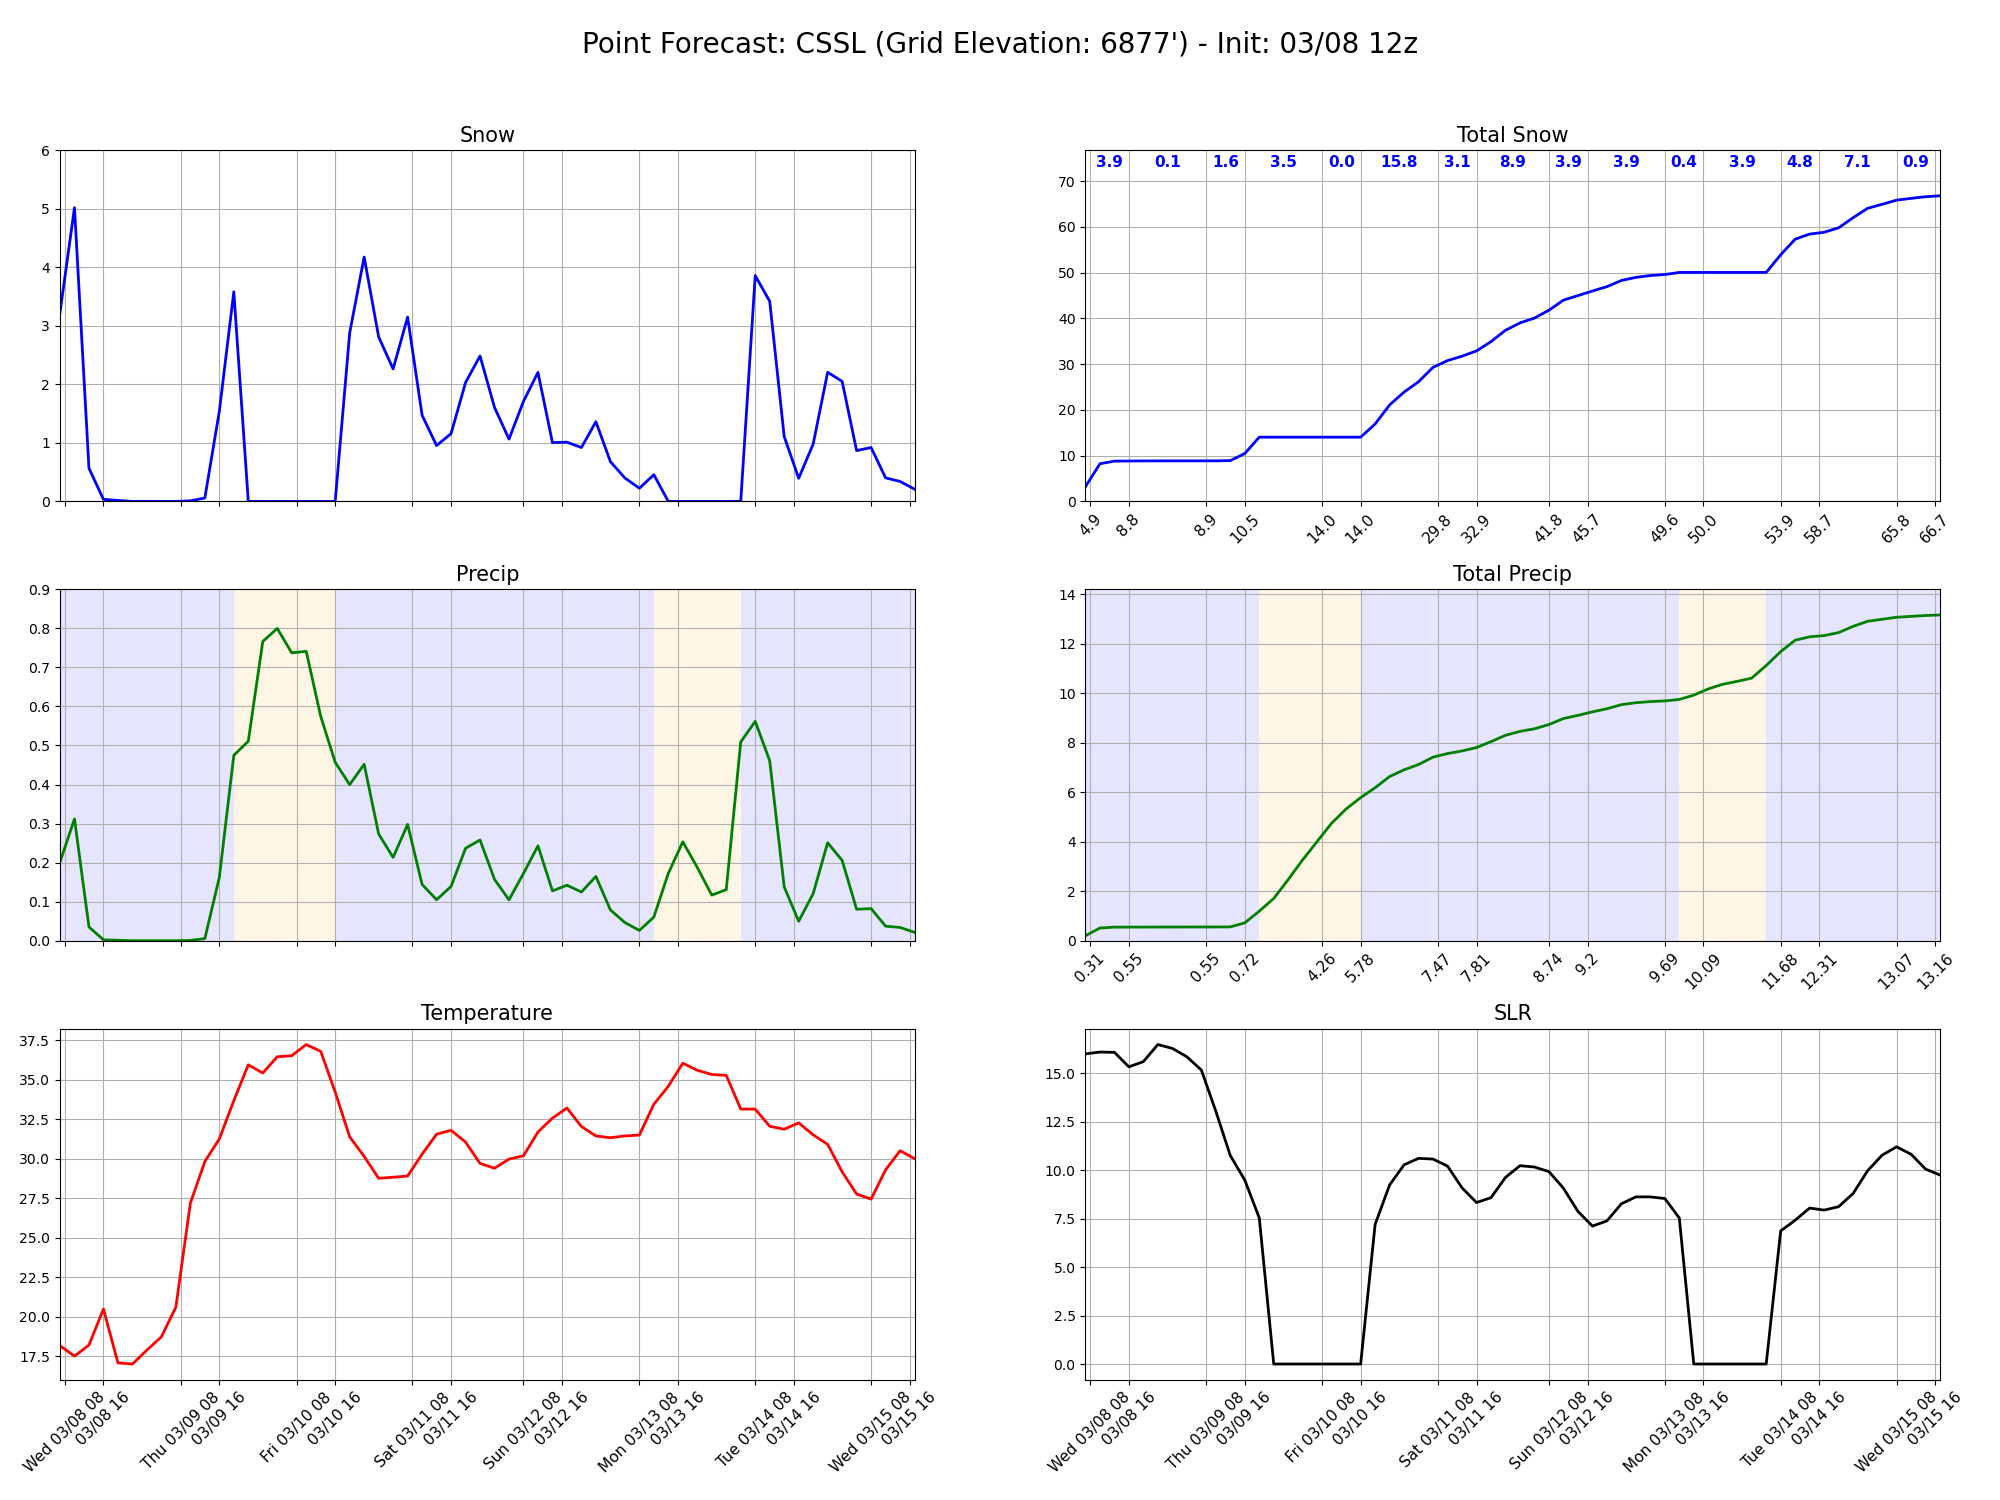 Point Forecast: CSSL (Grid Elevation: 6877') - Init: 03/08 12z
Snow
6
5
4
3
2
1
0
Total Snow
3.9 0.1 1.6 3.5 0.0 15.8 3.1 8.9 3.9 3.9 0.4 3.9 4.8 7.1 0.9
70
60
50
40
30
20
10
0
4.9 8.8 8.9 10.5 14.0 14.0 29.8 32.9 41.8 45.7 49.6 50.0 53.9 58.7 65.8 66.7
Precip
0.9
0.8
0.7
0.6
0.5
0.4
0.3
0.2
0.1
0.0
Total Precip
14
12
10
8
6
4
2
0
0.31 0.55 0.55 0.72 4.26 5.78 7.47 7.81 8.74 9.2 9.69 10.09 11.68 12.31 13.07 13.16
Temperature
37.5
35.0
32.5
30.0
27.5
25.0
22.5
20.0
17.5
Wed 03/08 08
03/08 16
Thu 03/09 08
03/09 16
Fri 03/10 08
03/10 16
Sat 03/11 08
03/11 16
Sun 03/12 08
03/12 16
Mon 03/13 08
03/13 16
Tue 03/14 08
03/14 16
Wed 03/15 08
03/15 16
SLR
15.0
12.5
10.0
7.5
5.0
2.5
0.0
Wed 03/08 08
03/08 16
Thu 03/09 08
03/09 16
Fri 03/10 08
03/10 16
Sat 03/11 08
03/11 16
Sun 03/12 08
03/12 16
Mon 03/13 08
03/13 16
Tue 03/14 08
03/14 16
Wed 03/15 08
03/15 16